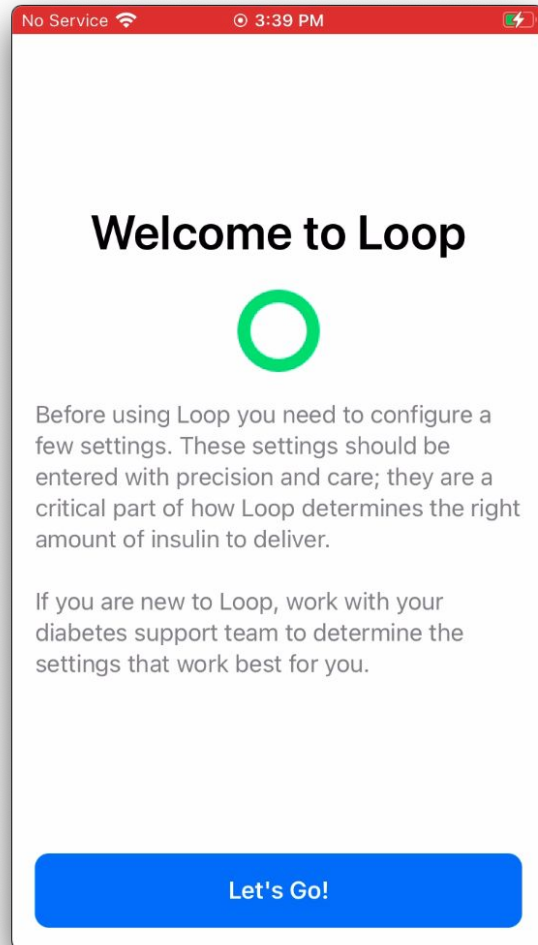 No Service 3:39 PM
Welcome to Loop
Before using Loop you need to configure a
few settings. These settings should be
entered with precision and care; they are a
critical part of how Loop determines the right
amount of insulin to deliver.
If you are new to Loop, work with your
diabetes support team to determine the
settings that work best for you.
Let's Go!